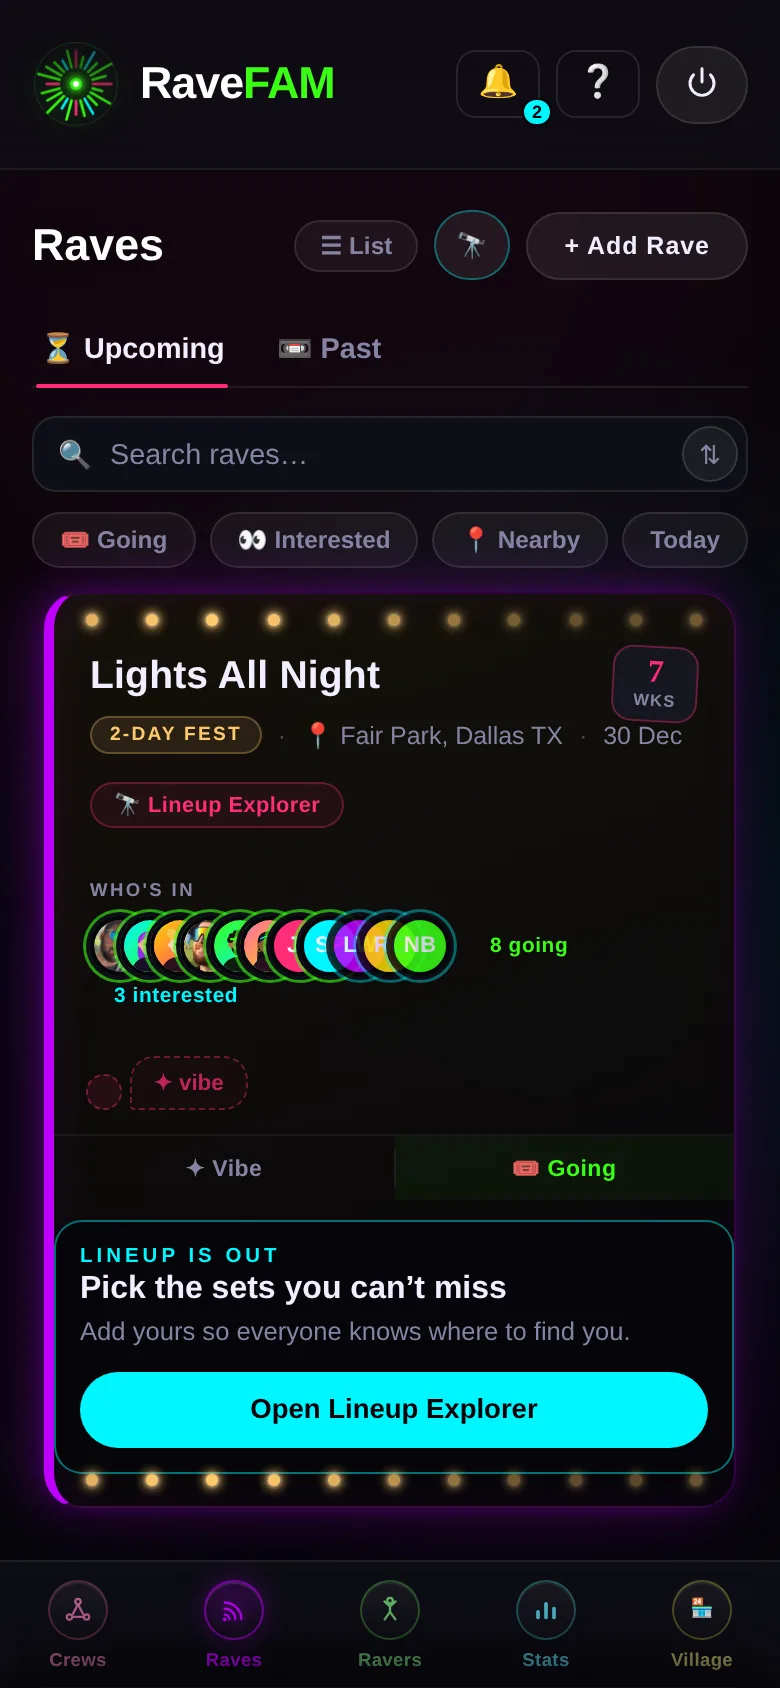 RaveFAM
2
Raves
☰ List
+ Add Rave
Upcoming
Past
Search raves…
Going
Interested
Nearby
Today
Lights All Night
7
WKS
2-DAY FEST · Fair Park, Dallas TX · 30 Dec
Lineup Explorer
WHO'S IN
J S L R NB
8 going
3 interested
✦ vibe
✦ Vibe
Going
LINEUP IS OUT
Pick the sets you can’t miss
Add yours so everyone knows where to find you.
Open Lineup Explorer
Crews
Raves
Ravers
Stats
24
Village